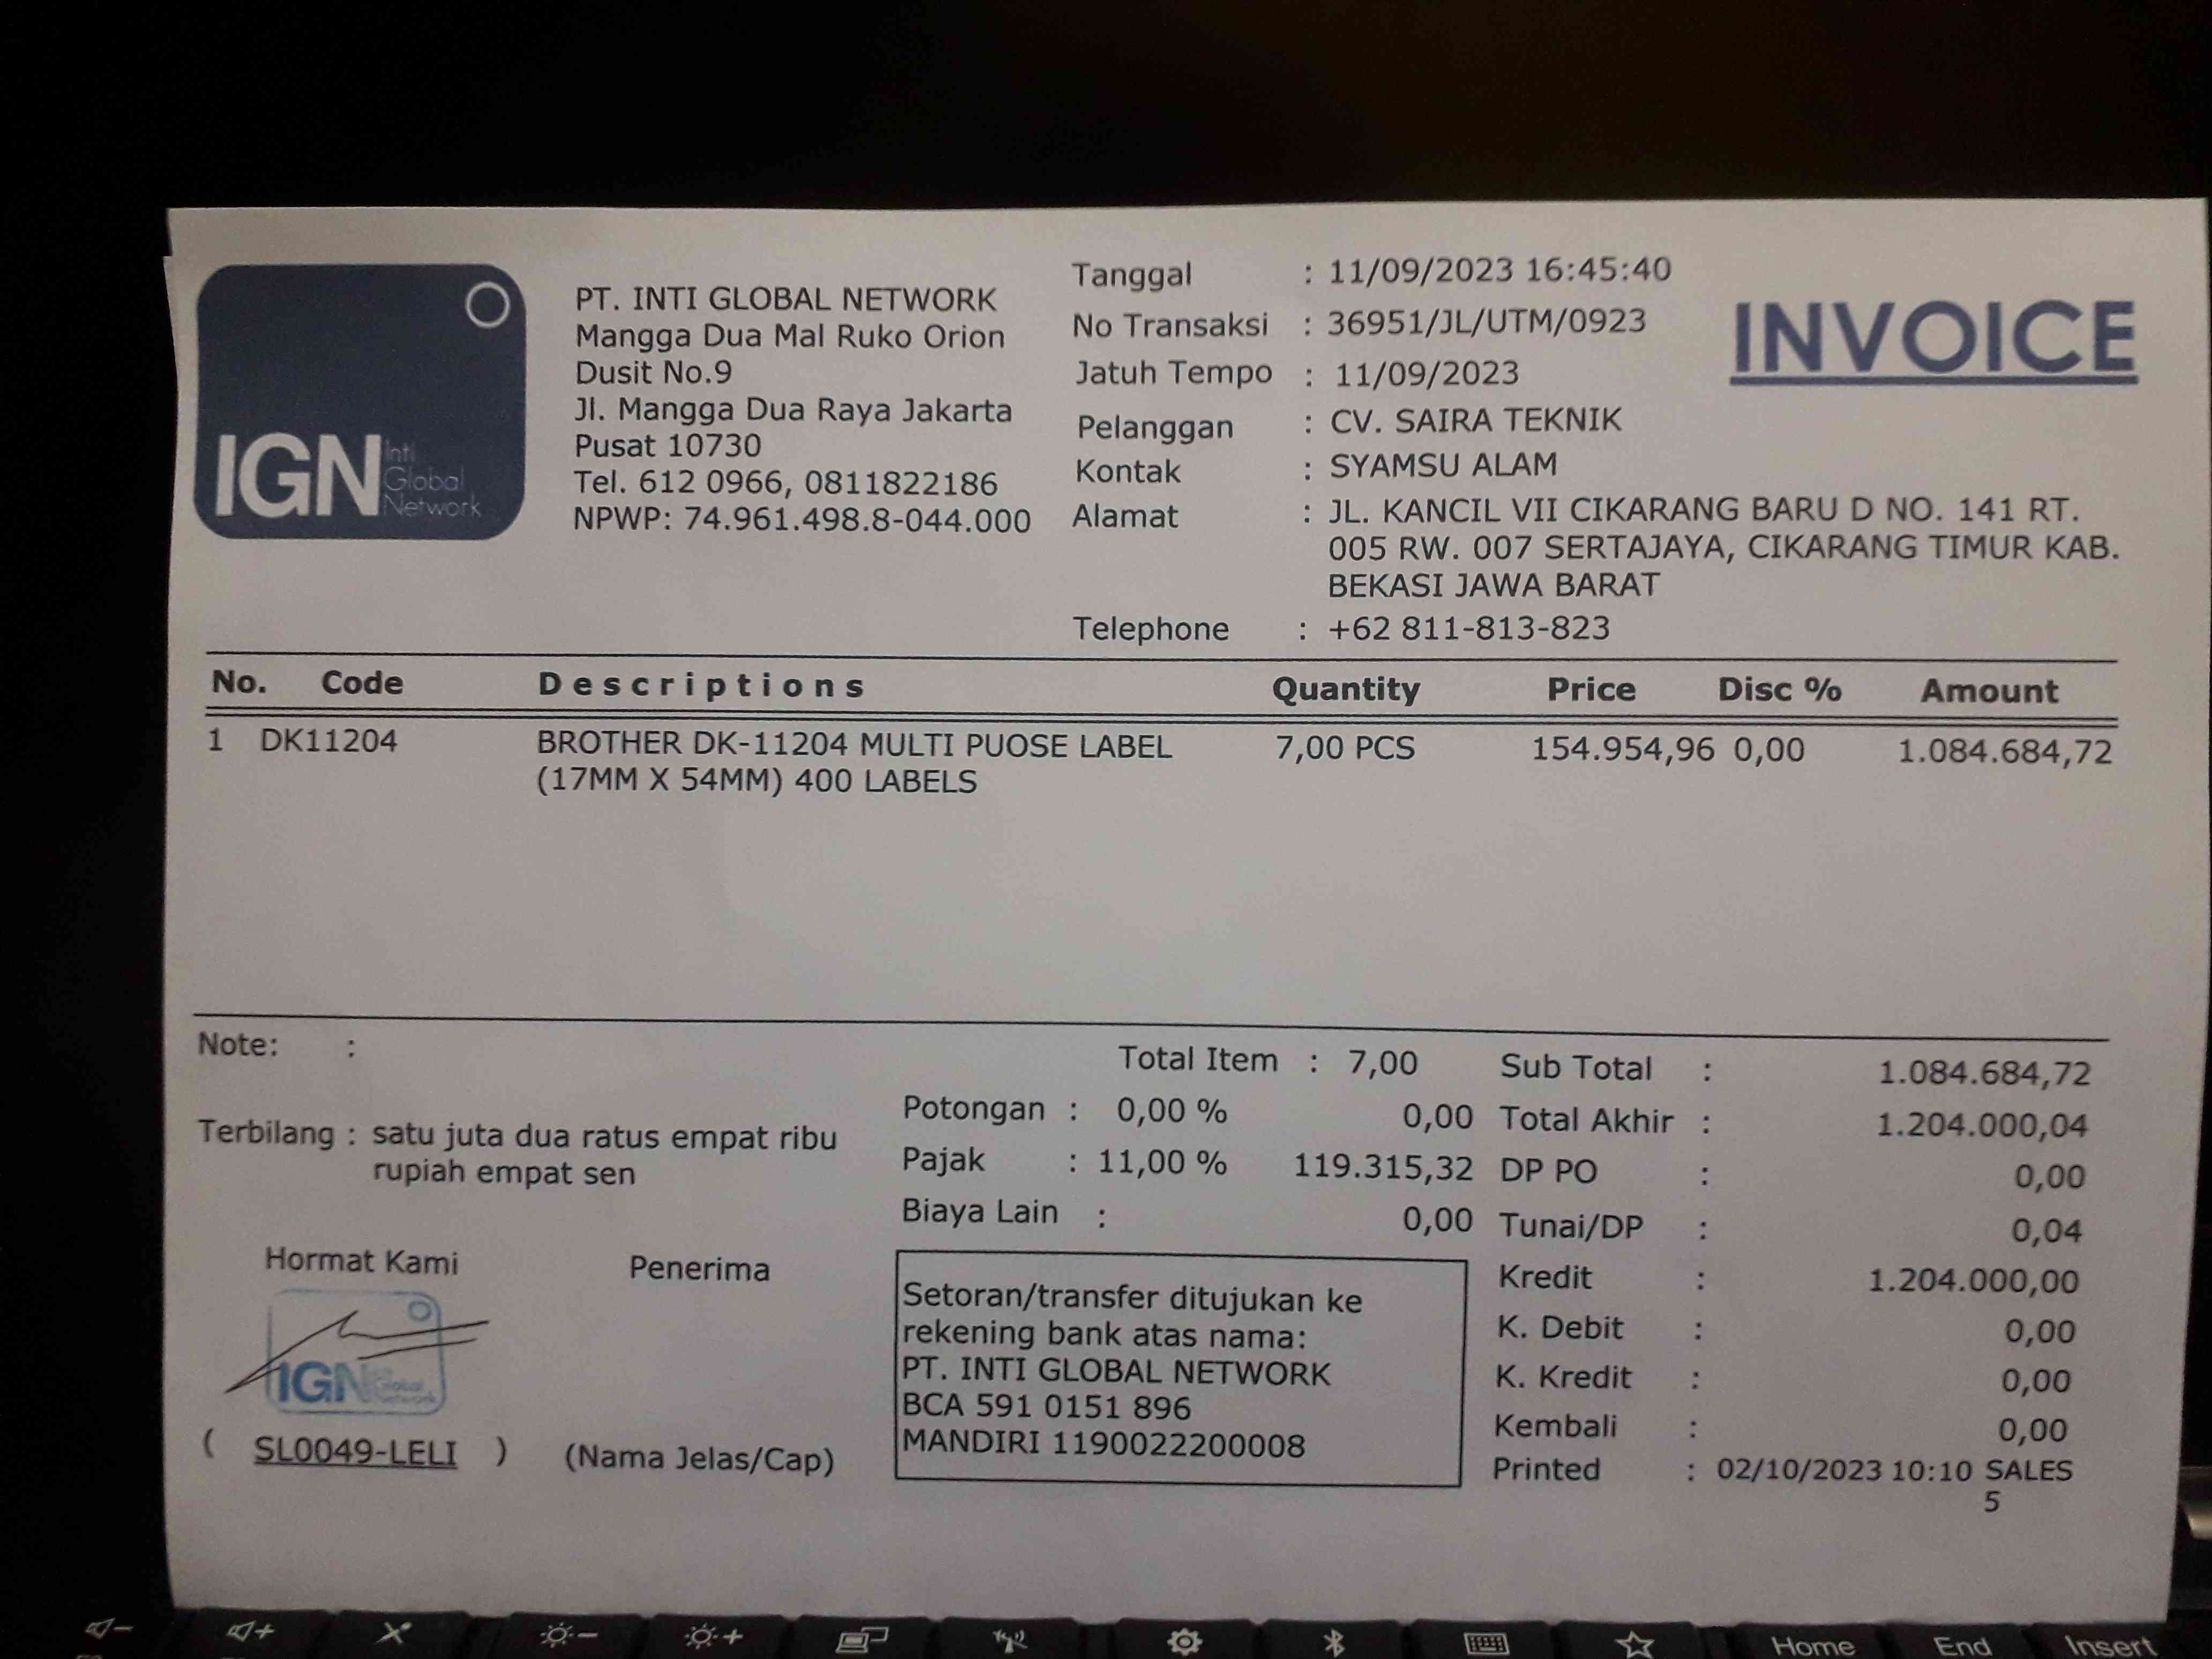 IGN Inti Global Network
PT. INTI GLOBAL NETWORK
Mangga Dua Mal Ruko Orion
Dusit No.9
Jl. Mangga Dua Raya Jakarta
Pusat 10730
Tel. 612 0966, 0811822186
NPWP: 74.961.498.8-044.000
Tanggal : 11/09/2023 16:45:40
No Transaksi : 36951/JL/UTM/0923
Jatuh Tempo : 11/09/2023
Pelanggan : CV. SAIRA TEKNIK
Kontak : SYAMSU ALAM
Alamat : JL. KANCIL VII CIKARANG BARU D NO. 141 RT.
005 RW. 007 SERTAJAYA, CIKARANG TIMUR KAB.
BEKASI JAWA BARAT
Telephone : +62 811-813-823
INVOICE
No. Code Descriptions Quantity Price Disc % Amount
1 DK11204 BROTHER DK-11204 MULTI PUOSE LABEL 7,00 PCS 154.954,96 0,00 1.084.684,72
(17MM X 54MM) 400 LABELS
Note: :
Terbilang : satu juta dua ratus empat ribu
rupiah empat sen
Total Item : 7,00
Potongan : 0,00 % 0,00
Pajak : 11,00 % 119.315,32
Biaya Lain : 0,00
Sub Total : 1.084.684,72
Total Akhir : 1.204.000,04
DP PO : 0,00
Tunai/DP : 0,04
Kredit : 1.204.000,00
K. Debit : 0,00
K. Kredit : 0,00
Kembali : 0,00
Printed : 02/10/2023 10:10 SALES
5
Hormat Kami Penerima
IGN Global Network
( SL0049-LELI ) (Nama Jelas/Cap)
Setoran/transfer ditujukan ke
rekening bank atas nama:
PT. INTI GLOBAL NETWORK
BCA 591 0151 896
MANDIRI 1190022200008
Home End Insert